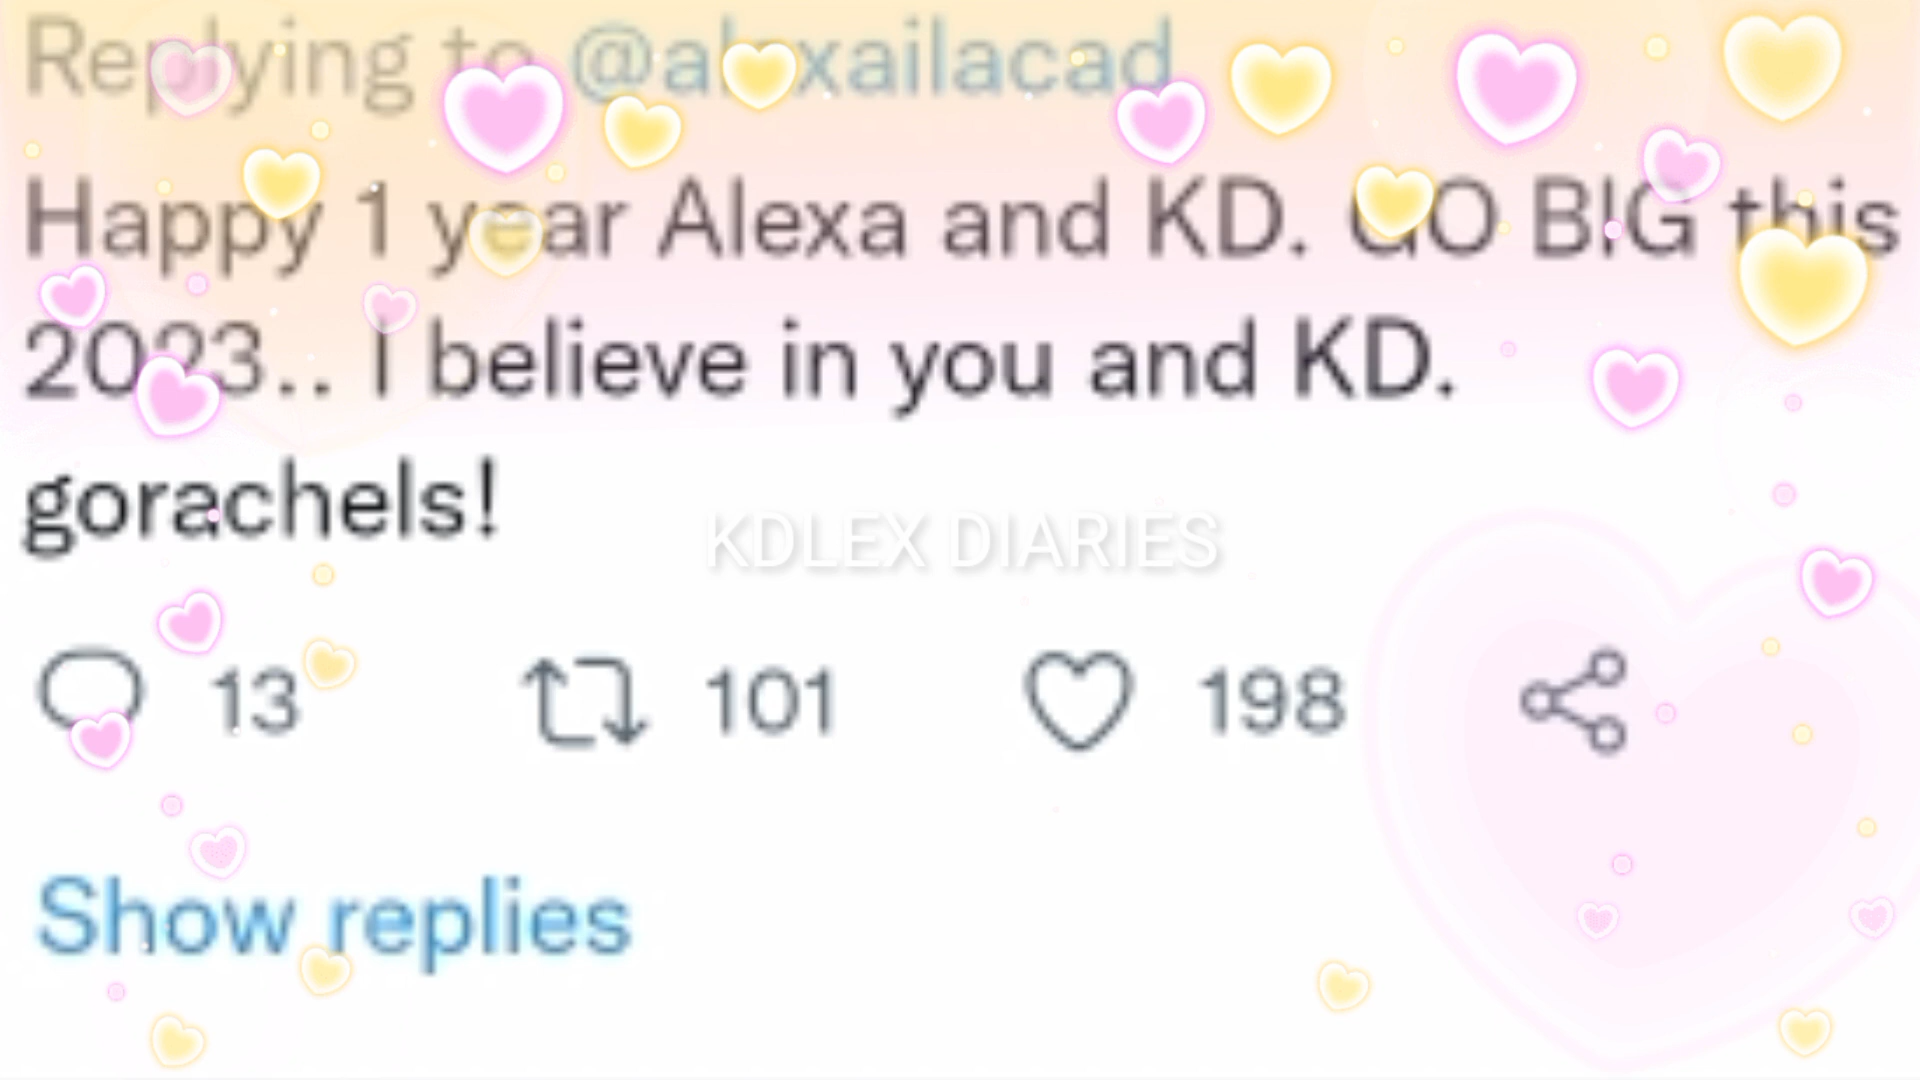 Replying to @alexailacad
Happy 1 year Alexa and KD. GO BIG this
2023.. I believe in you and KD.
gorachels!
KDLEX DIARIES
13 101 198
Show replies